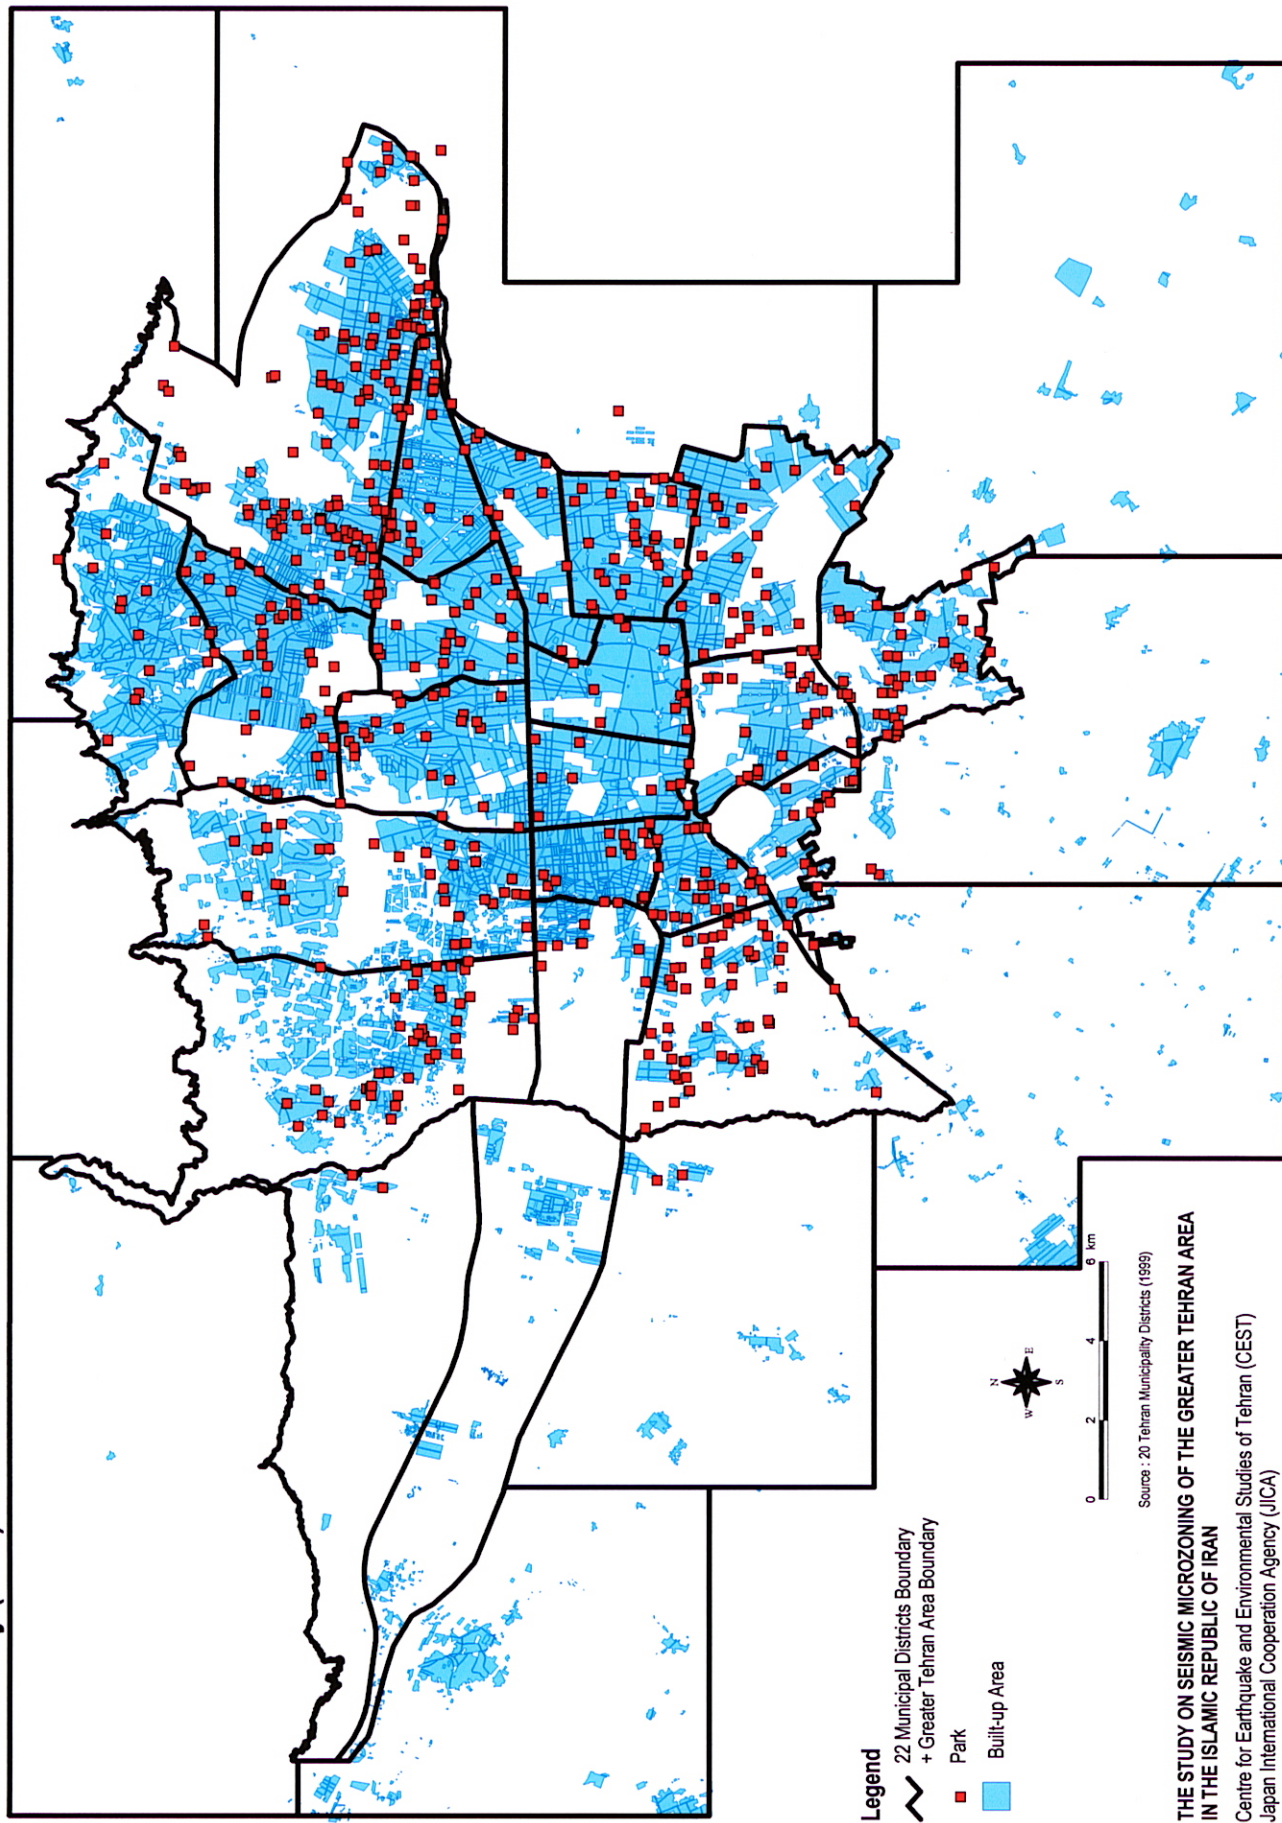 Legend
22 Municipal Districts Boundary
+ Greater Tehran Area Boundary
Park
Built-up Area
N
W
E
S
0 2 4 6 km
Source : 20 Tehran Municipality Districts (1999)
THE STUDY ON SEISMIC MICROZONING OF THE GREATER TEHRAN AREA
IN THE ISLAMIC REPUBLIC OF IRAN
Centre for Earthquake and Environmental Studies of Tehran (CEST)
Japan International Cooperation Agency (JICA)